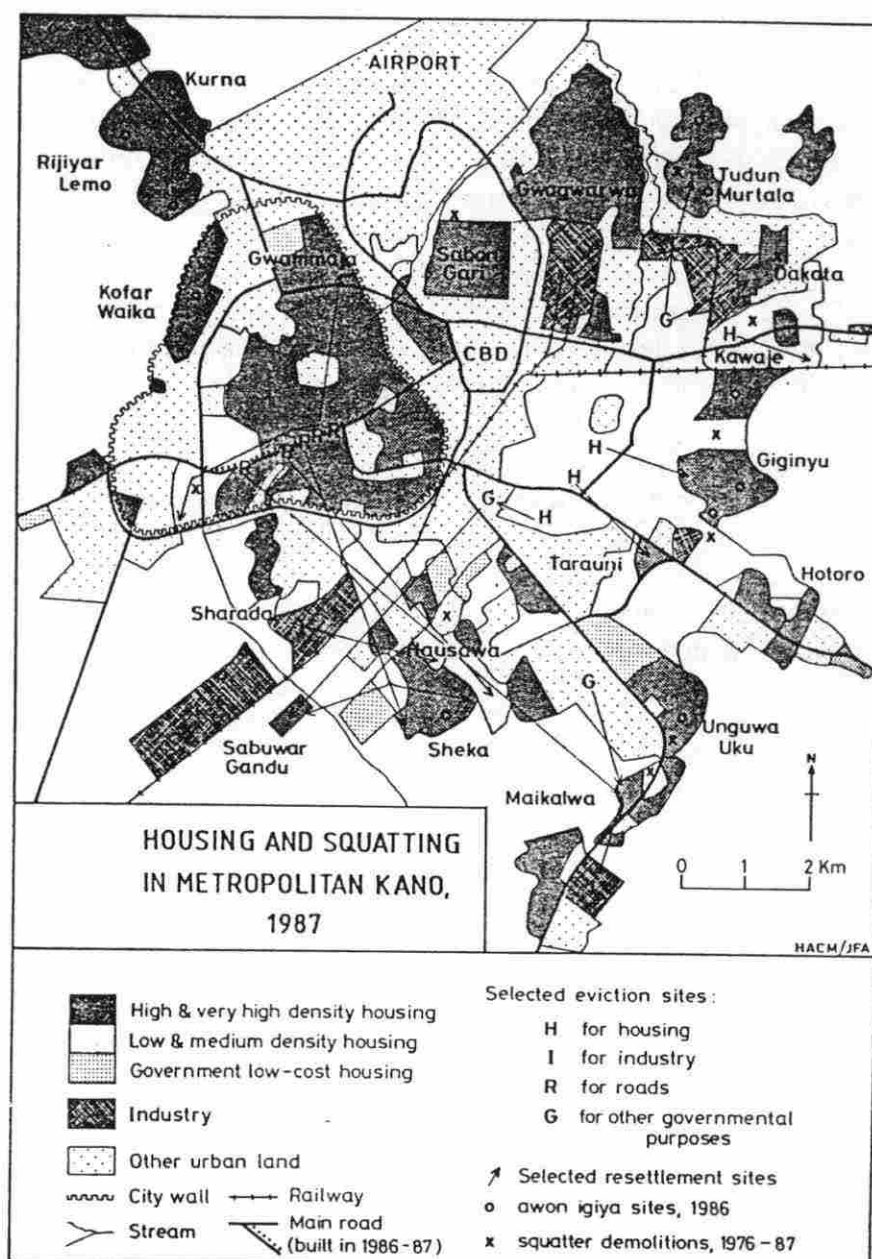 AIRPORT
Kurna
Rijiyar
Lemo
Gwagwarwa
Tudun
Murtala
Gwammaja
Sabon
Gari
Dakata
Kofar
Waika
G
H
CBD
Kawaje
R
R
R
R
R
H
H
Giginyu
G
H
Tarauni
Hotoro
Sharada
Hausawa
G
Sabuwar
Gandu
Sheka
Unguwa
Uku
Maikalwa
N
0 1 2 Km
HOUSING AND SQUATTING
IN METROPOLITAN KANO,
1987
HACM/JFA
High & very high density housing
Low & medium density housing
Government low-cost housing
Industry
Other urban land
City wall
Railway
Stream
Main road
(built in 1986-87)
Selected eviction sites :
H for housing
I for industry
R for roads
G for other governmental
purposes
Selected resettlement sites
o awon igiya sites, 1986
x squatter demolitions, 1976-87